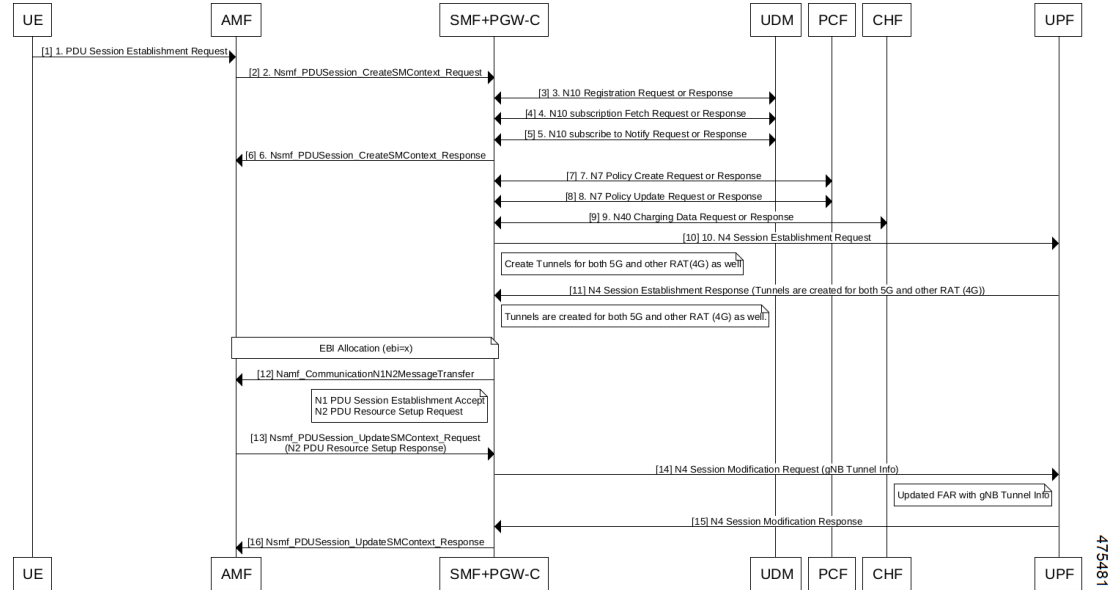 UE AMF SMF+PGW-C UDM PCF CHF UPF
[1] 1. PDU Session Establishment Request
[2] 2. Nsmf_PDUSession_CreateSMContext_Request
[3] 3. N10 Registration Request or Response
[4] 4. N10 subscription Fetch Request or Response
[5] 5. N10 subscribe to Notify Request or Response
[6] 6. Nsmf_PDUSession_CreateSMContext_Response
[7] 7. N7 Policy Create Request or Response
[8] 8. N7 Policy Update Request or Response
[9] 9. N40 Charging Data Request or Response
[10] 10. N4 Session Establishment Request
Create Tunnels for both 5G and other RAT(4G) as well
[11] N4 Session Establishment Response (Tunnels are created for both 5G and other RAT (4G))
Tunnels are created for both 5G and other RAT (4G) as well.
EBI Allocation (ebi=x)
[12] Namf_CommunicationN1N2MessageTransfer
N1 PDU Session Establishment Accept
N2 PDU Resource Setup Request
[13] Nsmf_PDUSession_UpdateSMContext_Request
(N2 PDU Resource Setup Response)
[14] N4 Session Modification Request (gNB Tunnel Info)
Updated FAR with gNB Tunnel Info
[15] N4 Session Modification Response
[16] Nsmf_PDUSession_UpdateSMContext_Response
UE AMF SMF+PGW-C UDM PCF CHF UPF
475481